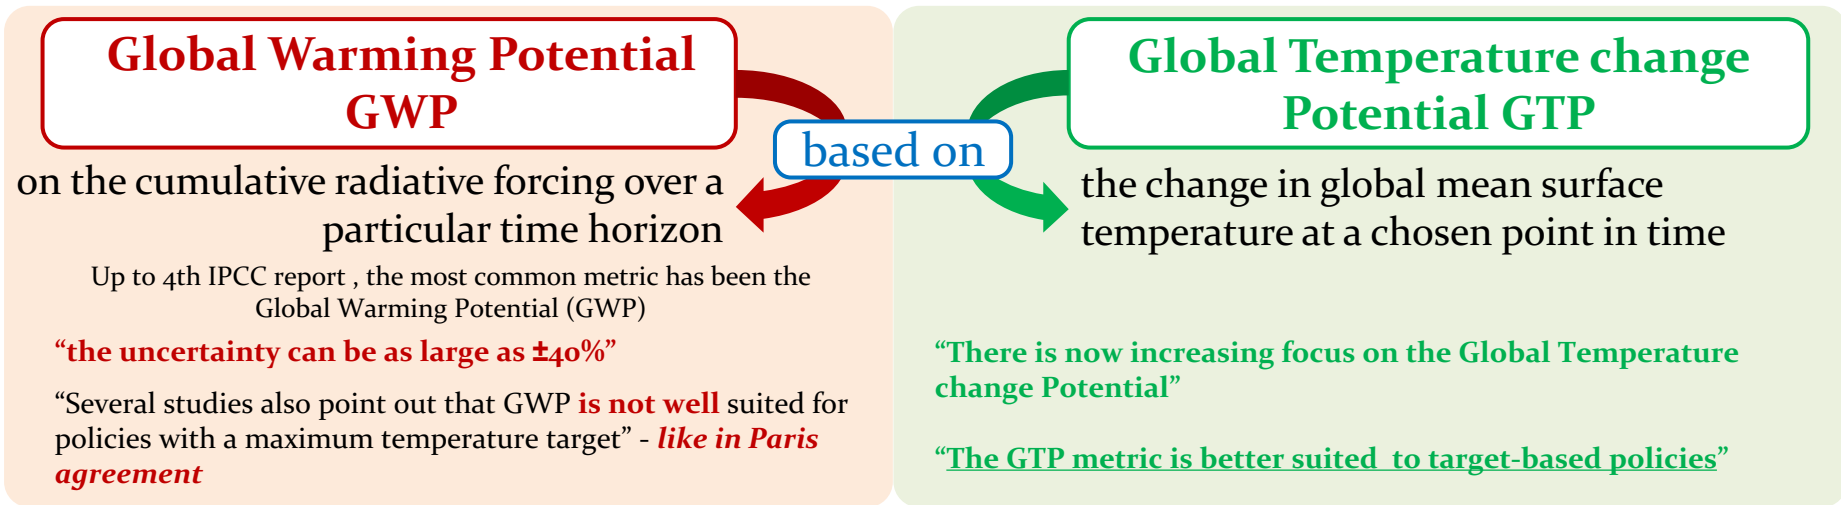 Global Warming Potential
GWP
on the cumulative radiative forcing over a
particular time horizon
Up to 4th IPCC report , the most common metric has been the
Global Warming Potential (GWP)
“the uncertainty can be as large as ±40%”
“Several studies also point out that GWP is not well suited for
policies with a maximum temperature target” - like in Paris
agreement
based on
Global Temperature change
Potential GTP
the change in global mean surface
temperature at a chosen point in time
“There is now increasing focus on the Global Temperature
change Potential”
“The GTP metric is better suited  to target-based policies”